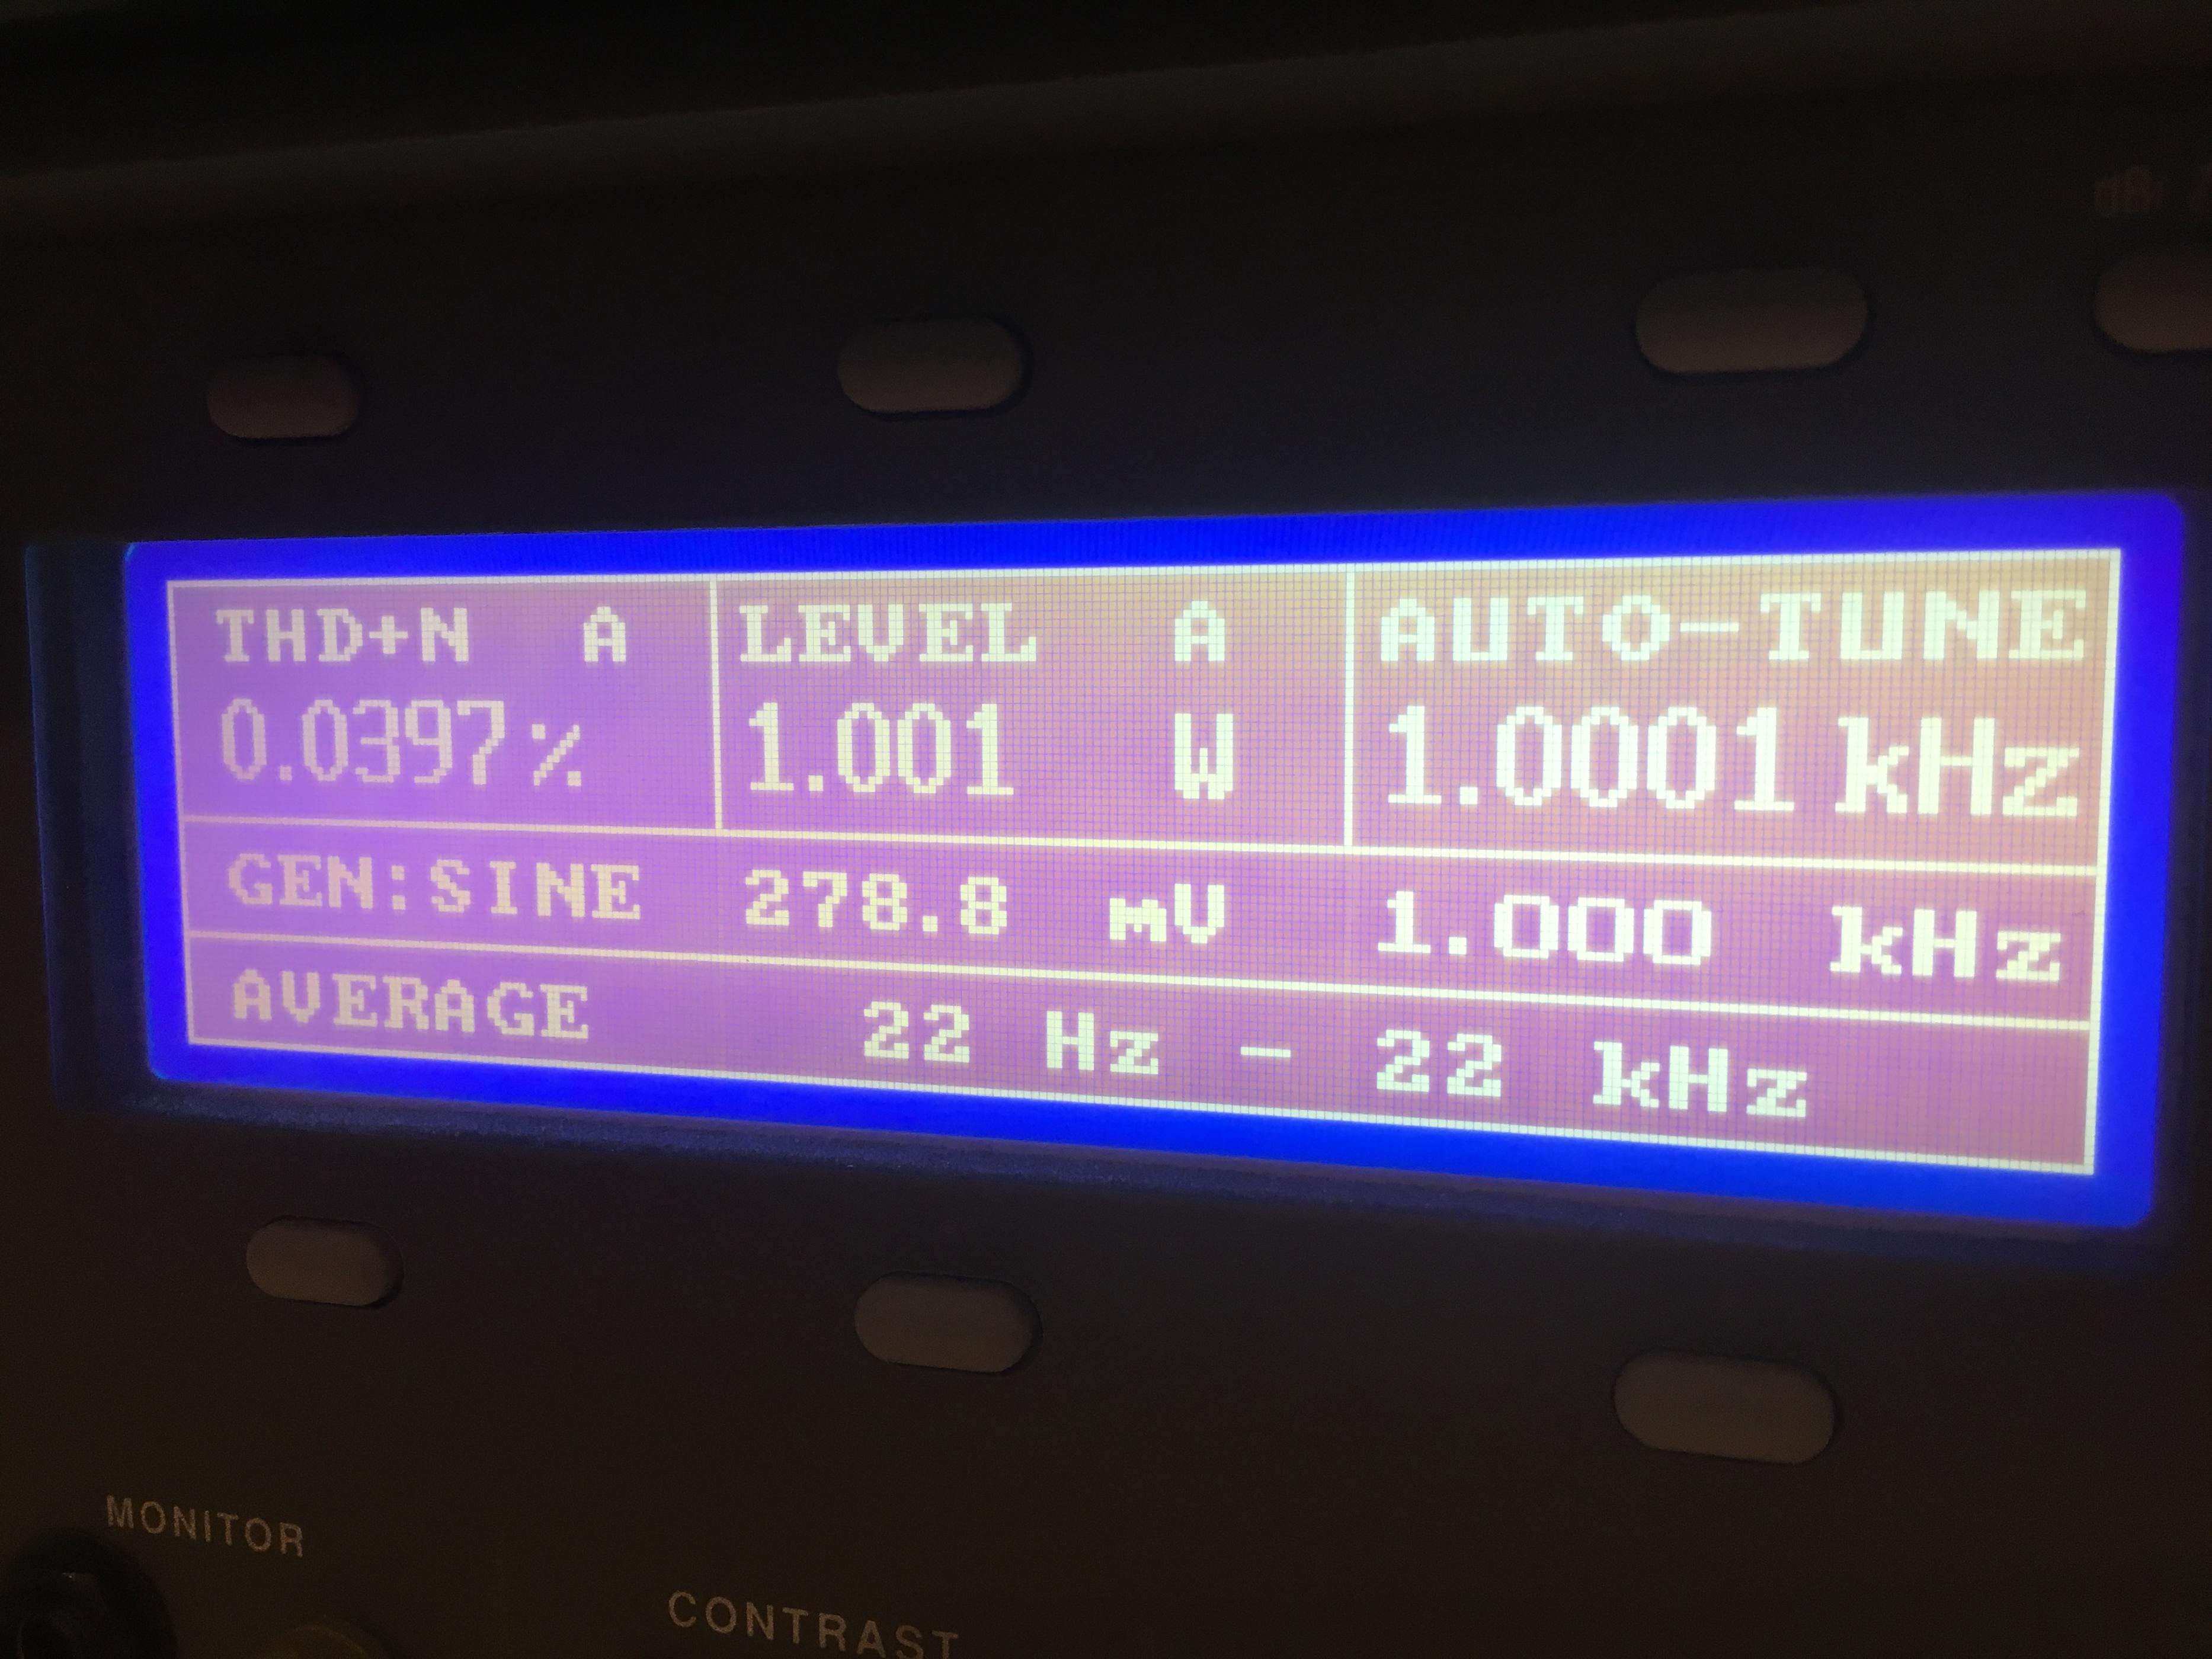 dB
THD+N A LEVEL A AUTO-TUNE
0.0397% 1.001 W 1.0001 kHz
GEN:SINE 278.8 mV 1.000 kHz
AVERAGE 22 Hz - 22 kHz
MONITOR
CONTRAST